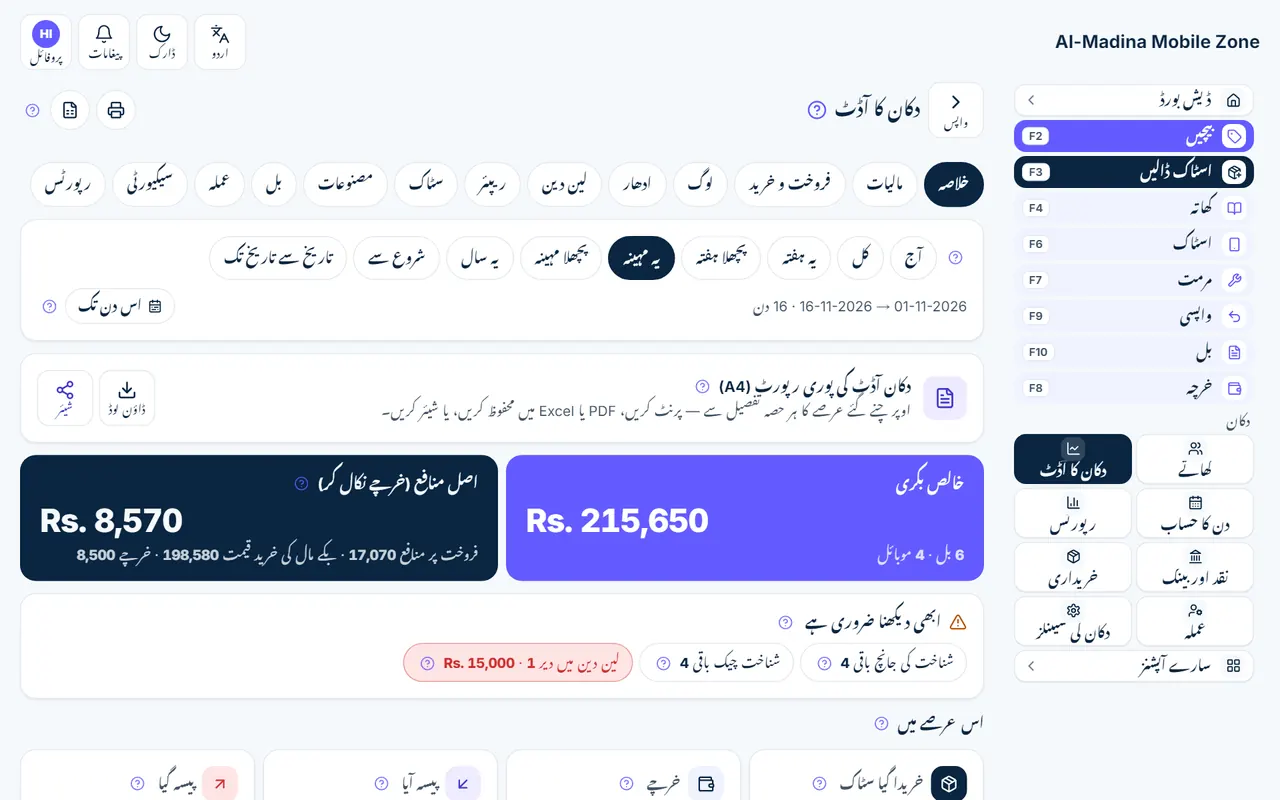 Al-Madina Mobile Zone
اردو
ڈارک
پیغامات
HI
پروفائل
ڈیش بورڈ
بیچیں F2
اسٹاک ڈالیں F3
کھاتہ F4
اسٹاک F6
مرمت F7
واپسی F9
بل F10
خرچہ F8
دکان
کھاتے
دکان کا آڈٹ
دن کا حساب
رپورٹس
نقد اور بینک
خریداری
عملہ
دکان کی سیٹنگز
سارے آپشنز
واپس
دکان کا آڈٹ
خلاصہ
مالیات
فروخت و خرید
لوگ
ادھار
لین دین
ریپئر
سٹاک
مصنوعات
بل
عملہ
سیکیورٹی
رپورٹس
آج
کل
یہ ہفتہ
پچھلا ہفتہ
یہ مہینہ
پچھلا مہینہ
یہ سال
شروع سے
تاریخ سے تاریخ تک
01-11-2026 → 16-11-2026 · 16 دن
اس دن تک
دکان آڈٹ کی پوری رپورٹ (A4)
اوپر چنے گئے عرصے کا ہر حصہ تفصیل سے — پرنٹ کریں، PDF یا Excel میں محفوظ کریں، یا شیئر کریں۔
ڈاؤن لوڈ
شیئر
خالص بکری
Rs. 215,650
6 بل · 4 موبائل
اصل منافع (خرچے نکال کر)
Rs. 8,570
فروخت پر منافع 17,070 · بکے مال کی خرید قیمت 198,580 · خرچے 8,500
ابھی دیکھنا ضروری ہے
شناخت کی جانچ باقی 4
شناخت چیک باقی 4
لین دین میں دیر 1 · Rs. 15,000
اس عرصے میں
خریدا گیا سٹاک
خرچے
پیسہ آیا
پیسہ گیا